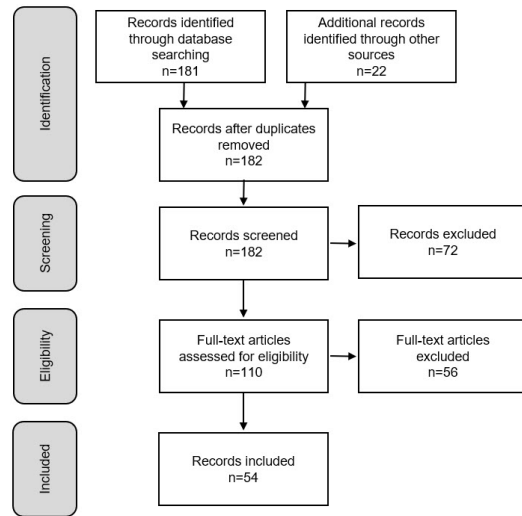 Identification
Records identified
through database
searching
n=181
Additional records
identified through other
sources
n=22
Records after duplicates
removed
n=182
Screening
Records screened
n=182
Records excluded
n=72
Eligibility
Full-text articles
assessed for eligibility
n=110
Full-text articles
excluded
n=56
Included
Records included
n=54